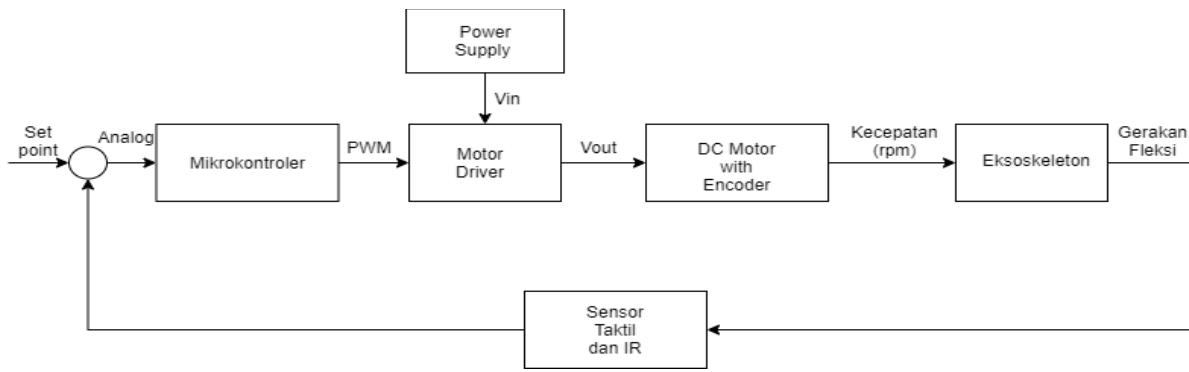 Power
Supply
Vin
Set
point
Analog
Mikrokontroler
PWM
Motor
Driver
Vout
DC Motor
with
Encoder
Kecepatan
(rpm)
Eksoskeleton
Gerakan
Fleksi
Sensor
Taktil
dan IR